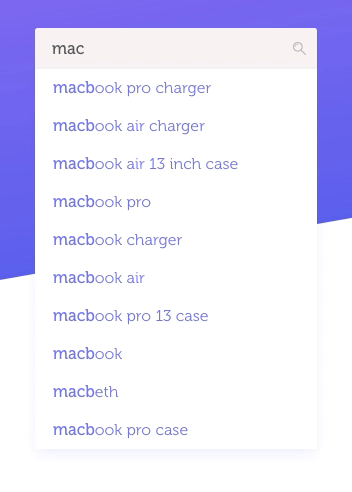 mac
macbook pro charger
macbook air charger
macbook air 13 inch case
macbook pro
macbook charger
macbook air
macbook pro 13 case
macbook
macbeth
macbook pro case